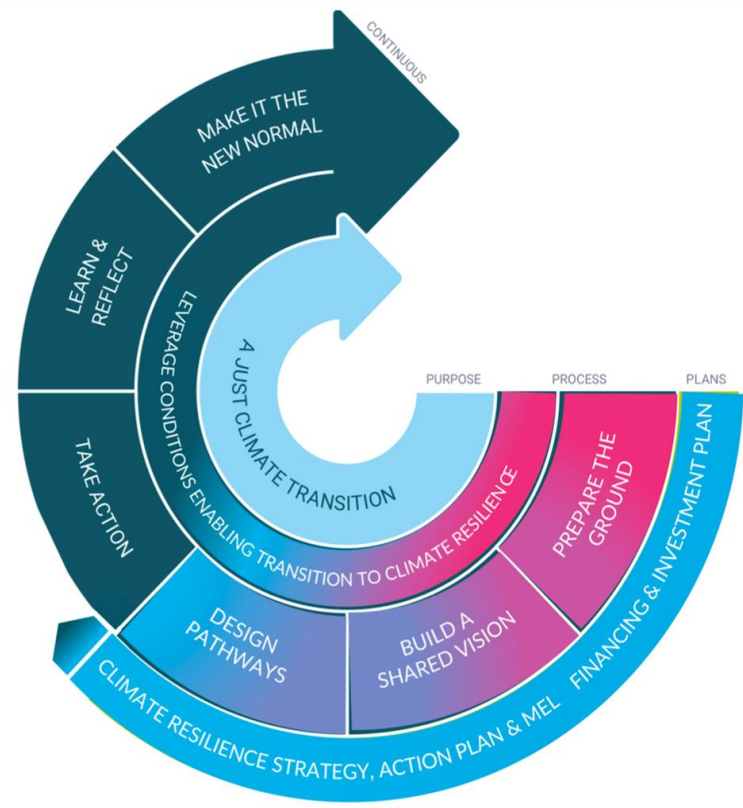 CONTINUOUS
MAKE IT THE
NEW NORMAL
LEARN &
REFLECT
TAKE ACTION
LEVERAGE CONDITIONS ENABLING TRANSITION TO CLIMATE RESILIENCE
A JUST CLIMATE TRANSITION
PURPOSE
PROCESS
PLANS
PREPARE THE
GROUND
BUILD A
SHARED VISION
DESIGN
PATHWAYS
CLIMATE RESILIENCE STRATEGY, ACTION PLAN & MEL
FINANCING & INVESTMENT PLAN